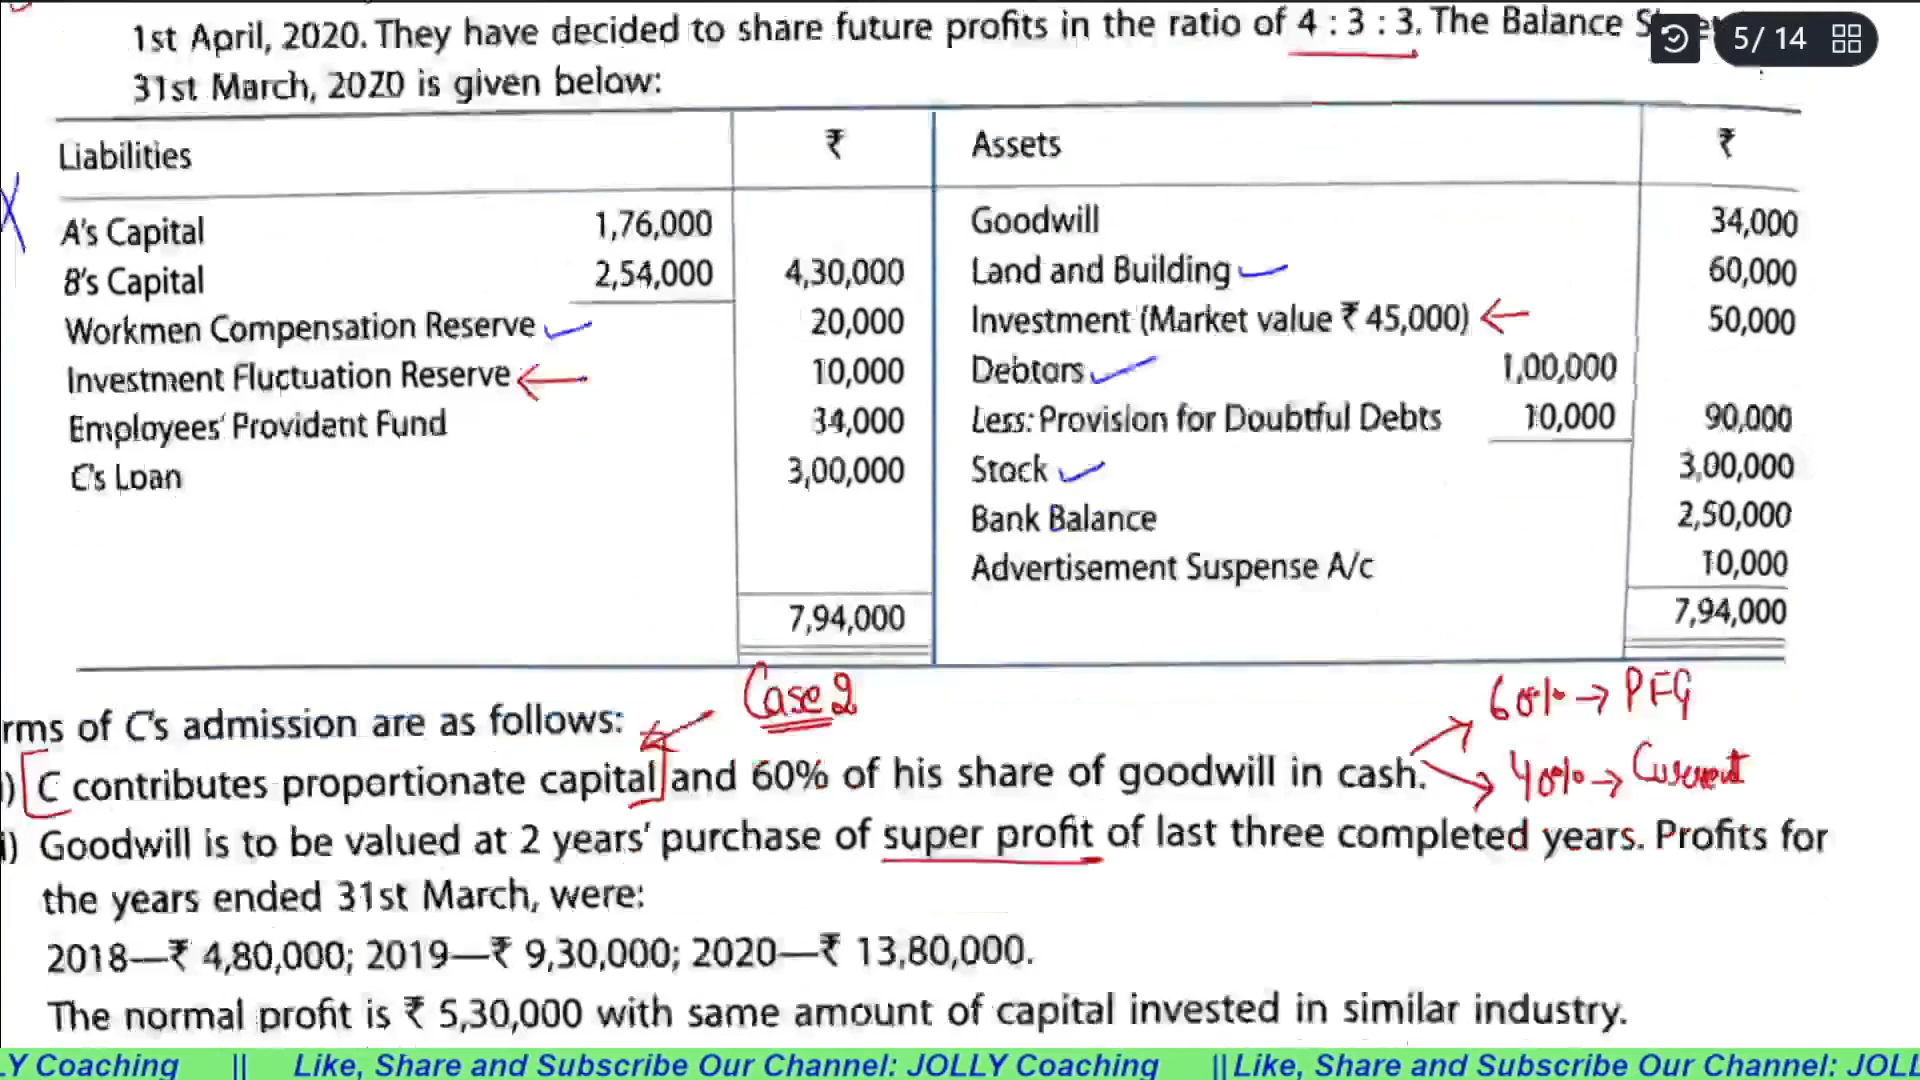 1st April, 2020. They have decided to share future profits in the ratio of 4 : 3 : 3. The Balance
5/ 14
31st March, 2020 is given below:
Liabilities ₹ Assets ₹
A's Capital 1,76,000 Goodwill 34,000
B's Capital 2,54,000 4,30,000 Land and Building 60,000
Workmen Compensation Reserve 20,000 Investment (Market value ₹ 45,000) 50,000
Investment Fluctuation Reserve 10,000 Debtors 1,00,000
Employees' Provident Fund 34,000 Less: Provision for Doubtful Debts 10,000 90,000
C's Loan 3,00,000 Stock 3,00,000
Bank Balance 2,50,000
Advertisement Suspense A/c 10,000
7,94,000 7,94,000
Case 2
60% → PFG
rms of C's admission are as follows:
i) C contributes proportionate capital and 60% of his share of goodwill in cash.
40% → Current
i) Goodwill is to be valued at 2 years' purchase of super profit of last three completed years. Profits for
the years ended 31st March, were:
2018—₹ 4,80,000; 2019—₹ 9,30,000; 2020—₹ 13,80,000.
The normal profit is ₹ 5,30,000 with same amount of capital invested in similar industry.
LY Coaching || Like, Share and Subscribe Our Channel: JOLLY Coaching || Like, Share and Subscribe Our Channel: JOLL